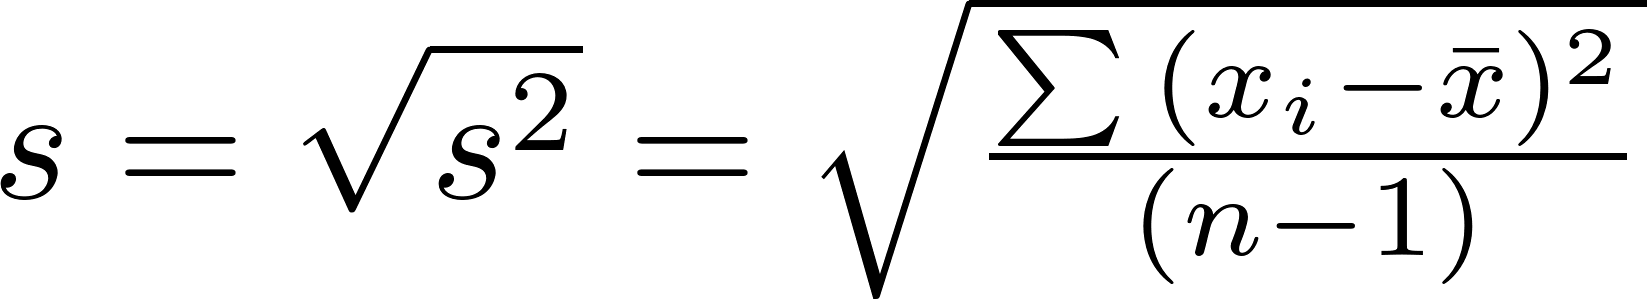 s = √s² = √(∑(xᵢ−x̄)²/(n−1))